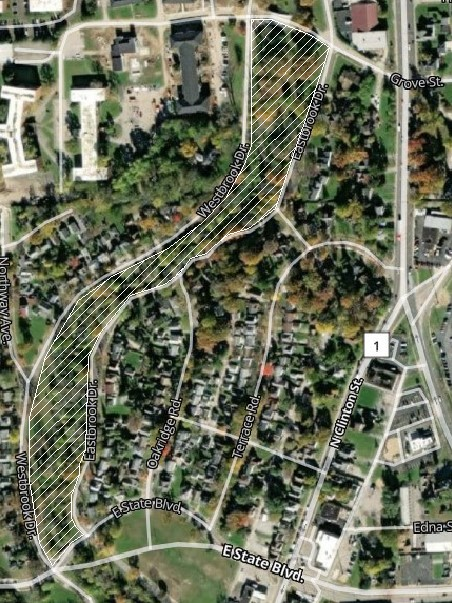 Grove St.
Eastbrook Dr.
Westbrook Dr.
Northway Ave.
1
Eastbrook Dr.
Oakridge Rd.
Terrace Rd.
N Clinton St.
Westbrook Dr.
E State Blvd.
E State Blvd.
Edna S